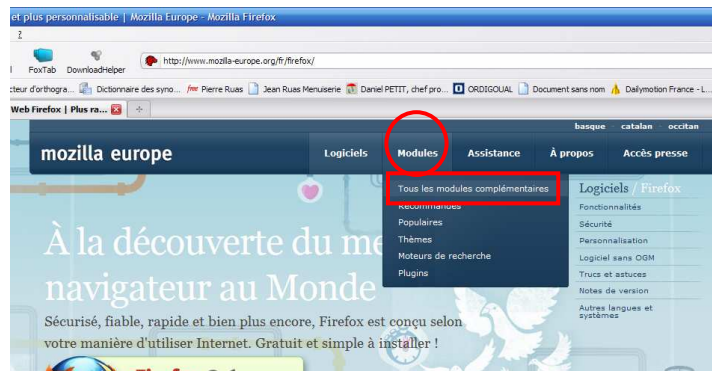 et plus personnalisable | Mozilla Europe - Mozilla Firefox
?
FoxTab DownloadHelper http://www.mozilla-europe.org/fr/firefox/
cteur d'orthogra... Dictionnaire des syno... Pierre Ruas Jean Ruas Menuiserie Daniel PETIT, chef pro... ORDIGOUAL Document sans nom Dailymotion France - L...
Web Firefox | Plus ra...
basque catalan occitan
mozilla europe Logiciels Modules Assistance À propos Accès presse
Tous les modules complémentaires
Recommandés
Populaires
Thèmes
Moteurs de recherche
Plugins
Logiciels / Firefox
Fonctionnalités
Sécurité
Personnalisation
Logiciel sans OGM
Trucs et astuces
Notes de version
Autres langues et
systèmes
À la découverte du me
navigateur au Monde
Sécurisé, fiable, rapide et bien plus encore, Firefox est conçu selon
votre manière d'utiliser Internet. Gratuit et simple à installer !